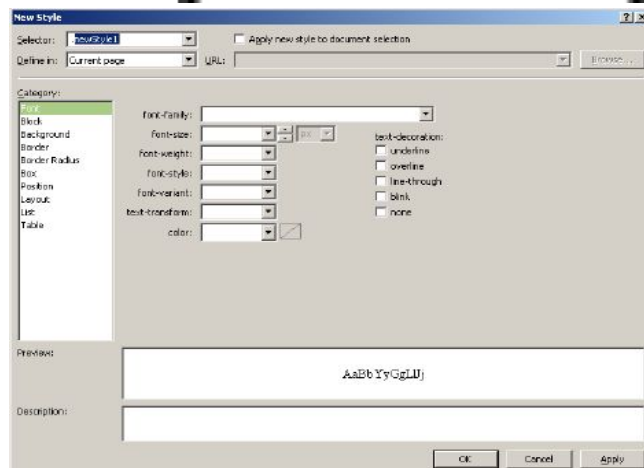 New Style
Selector: .newStyle1 Apply new style to document selection
Define in: Current page URL: Browse...
Category:
Font
Block
Background
Border
Border Radius
Box
Position
Layout
List
Table
font-family:
font-size: px
font-weight:
font-style:
font-variant:
text-transform:
color:
text-decoration:
underline
overline
line-through
blink
none
Preview:
AaBbYyGgLlJj
Description:
OK Cancel Apply